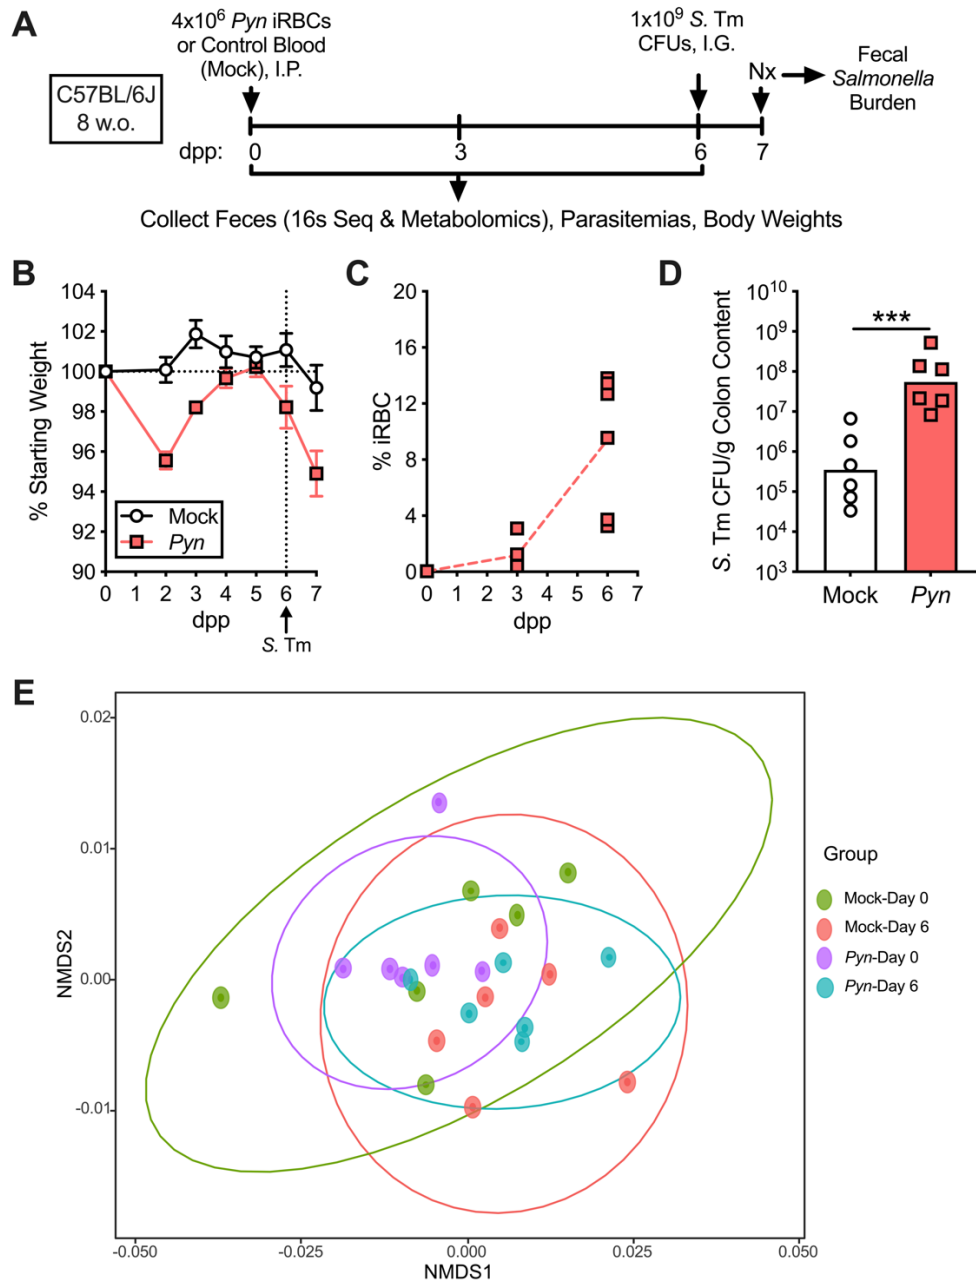 A
4x10⁶ Pyn iRBCs
or Control Blood
(Mock), I.P.
1x10⁹ S. Tm
CFUs, I.G.
Nx
Fecal
Salmonella
Burden
C57BL/6J
8 w.o.
dpp:
0
3
6
7
Collect Feces (16s Seq & Metabolomics), Parasitemias, Body Weights
B
% Starting Weight
104
102
100
98
96
94
92
90
Mock
Pyn
0 1 2 3 4 5 6 7
dpp
S. Tm
C
% iRBC
20
16
12
8
4
0
0 1 2 3 4 5 6 7
dpp
D
S. Tm CFU/g Colon Content
10¹⁰
10⁹
10⁸
10⁷
10⁶
10⁵
10⁴
10³
***
Mock
Pyn
E
NMDS2
0.02
0.01
0.00
-0.01
-0.050
-0.025
0.000
0.025
0.050
NMDS1
Group
Mock-Day 0
Mock-Day 6
Pyn-Day 0
Pyn-Day 6